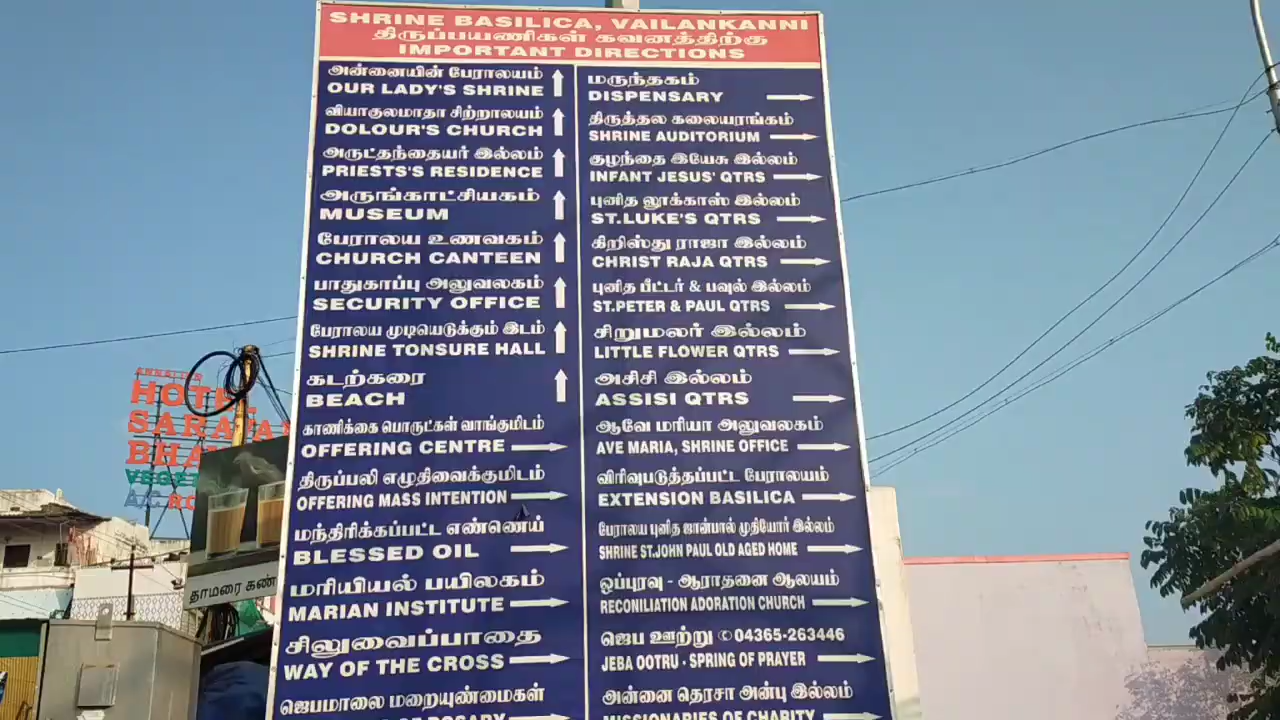 SHRINE BASILICA, VAILANKANNI
திருப்பயணிகள் கவனத்திற்கு
IMPORTANT DIRECTIONS
அன்னையின் பேராலயம்
OUR LADY'S SHRINE
வியாகுலமாதா சிற்றாலயம்
DOLOUR'S CHURCH
அருட்தந்தையர் இல்லம்
PRIESTS'S RESIDENCE
அருங்காட்சியகம்
MUSEUM
பேராலய உணவகம்
CHURCH CANTEEN
பாதுகாப்பு அலுவலகம்
SECURITY OFFICE
பேராலய முடியெடுக்கும் இடம்
SHRINE TONSURE HALL
கடற்கரை
BEACH
காணிக்கை பொருட்கள் வாங்குமிடம்
OFFERING CENTRE
திருப்பலி எழுதிவைக்குமிடம்
OFFERING MASS INTENTION
மந்திரிக்கப்பட்ட எண்ணெய்
BLESSED OIL
மரியியல் பயிலகம்
MARIAN INSTITUTE
சிலுவைப்பாதை
WAY OF THE CROSS
ஜெபமாலை மறையுண்மைகள்
OF ROSARY
மருந்தகம்
DISPENSARY
திருத்தல கலையரங்கம்
SHRINE AUDITORIUM
குழந்தை இயேசு இல்லம்
INFANT JESUS' QTRS
புனித லூக்காஸ் இல்லம்
ST.LUKE'S QTRS
கிறிஸ்து ராஜா இல்லம்
CHRIST RAJA QTRS
புனித பீட்டர் & பவுல் இல்லம்
ST.PETER & PAUL QTRS
சிறுமலர் இல்லம்
LITTLE FLOWER QTRS
அசிசி இல்லம்
ASSISI QTRS
ஆவே மரியா அலுவலகம்
AVE MARIA, SHRINE OFFICE
விரிவுபடுத்தப்பட்ட பேராலயம்
EXTENSION BASILICA
பேராலய புனித ஜான்பால் முதியோர் இல்லம்
SHRINE ST.JOHN PAUL OLD AGED HOME
ஒப்புரவு - ஆராதனை ஆலயம்
RECONILIATION ADORATION CHURCH
ஜெப ஊற்று ✆04365-263446
JEBA OOTRU - SPRING OF PRAYER
அன்னை தெரசா அன்பு இல்லம்
MISSIONARIES OF CHARITY
தாமரை கண்